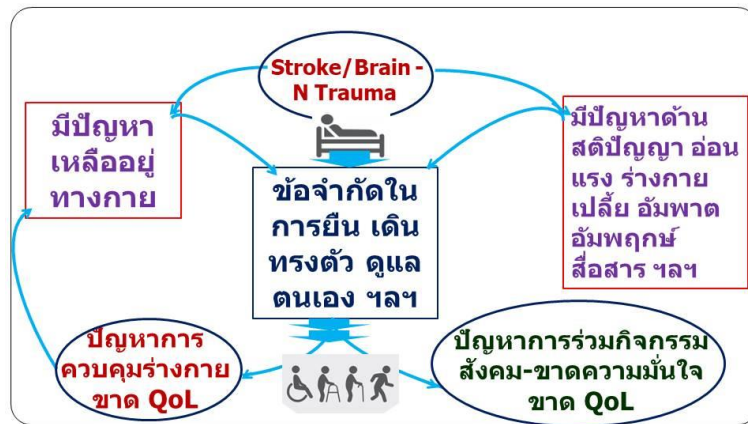 Stroke/Brain -
N Trauma
มีปัญหา
เหลืออยู่
ทางกาย
มีปัญหาด้าน
สติปัญญา อ่อน
แรง ร่างกาย
เปลี้ย อัมพาต
อัมพฤกษ์
สื่อสาร ฯลฯ
ข้อจำกัดใน
การยืน เดิน
ทรงตัว ดูแล
ตนเอง ฯลฯ
ปัญหาการ
ควบคุมร่างกาย
ขาด QoL
ปัญหาการร่วมกิจกรรม
สังคม-ขาดความมั่นใจ
ขาด QoL